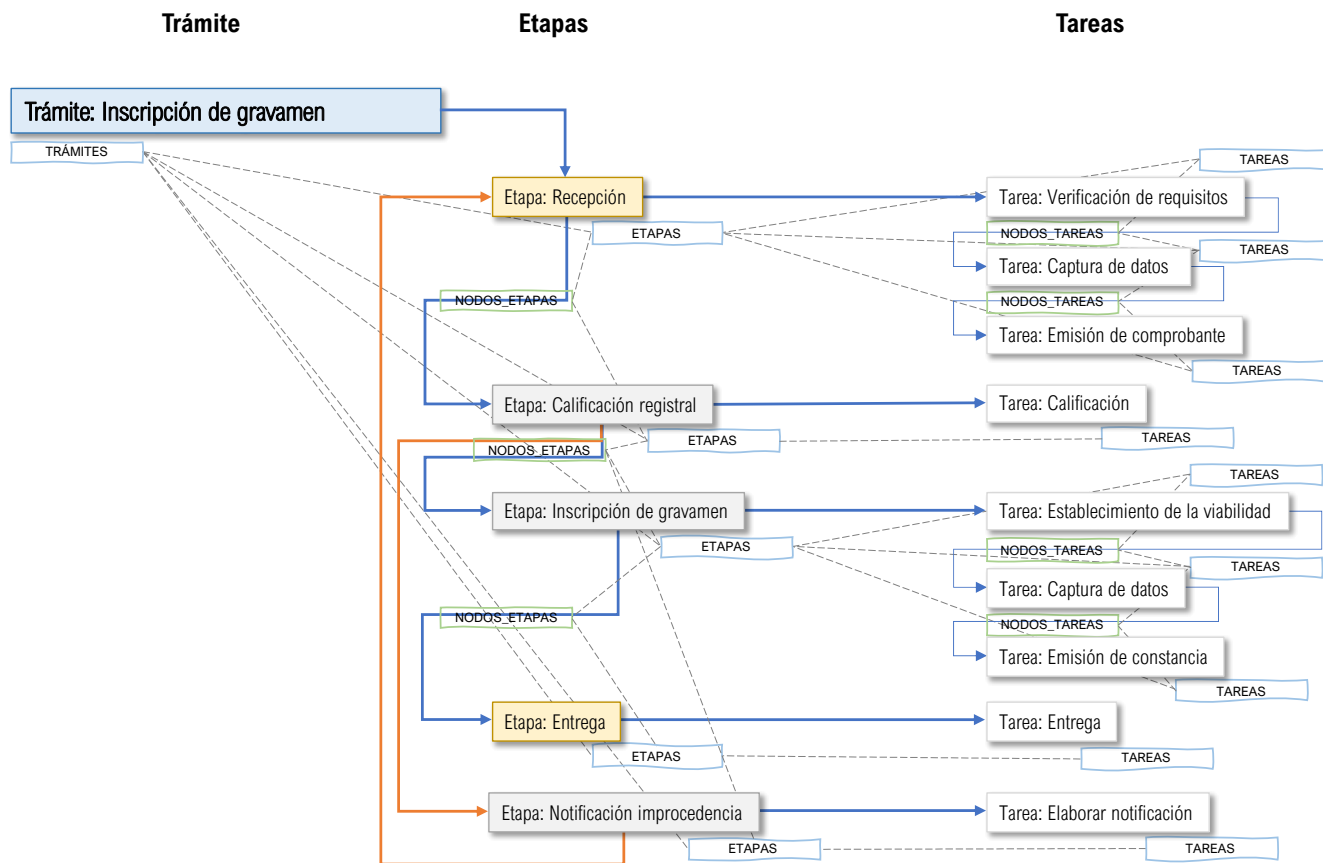 Trámite
Etapas
Tareas
Trámite: Inscripción de gravamen
TRÁMITES
TAREAS
Etapa: Recepción
Tarea: Verificación de requisitos
ETAPAS
NODOS_TAREAS
TAREAS
Tarea: Captura de datos
NODOS_ETAPAS
NODOS_TAREAS
Tarea: Emisión de comprobante
TAREAS
Etapa: Calificación registral
Tarea: Calificación
ETAPAS
TAREAS
NODOS_ETAPAS
TAREAS
Etapa: Inscripción de gravamen
Tarea: Establecimiento de la viabilidad
ETAPAS
NODOS_TAREAS
TAREAS
Tarea: Captura de datos
NODOS_ETAPAS
NODOS_TAREAS
Tarea: Emisión de constancia
TAREAS
Etapa: Entrega
Tarea: Entrega
ETAPAS
TAREAS
Etapa: Notificación improcedencia
Tarea: Elaborar notificación
ETAPAS
TAREAS